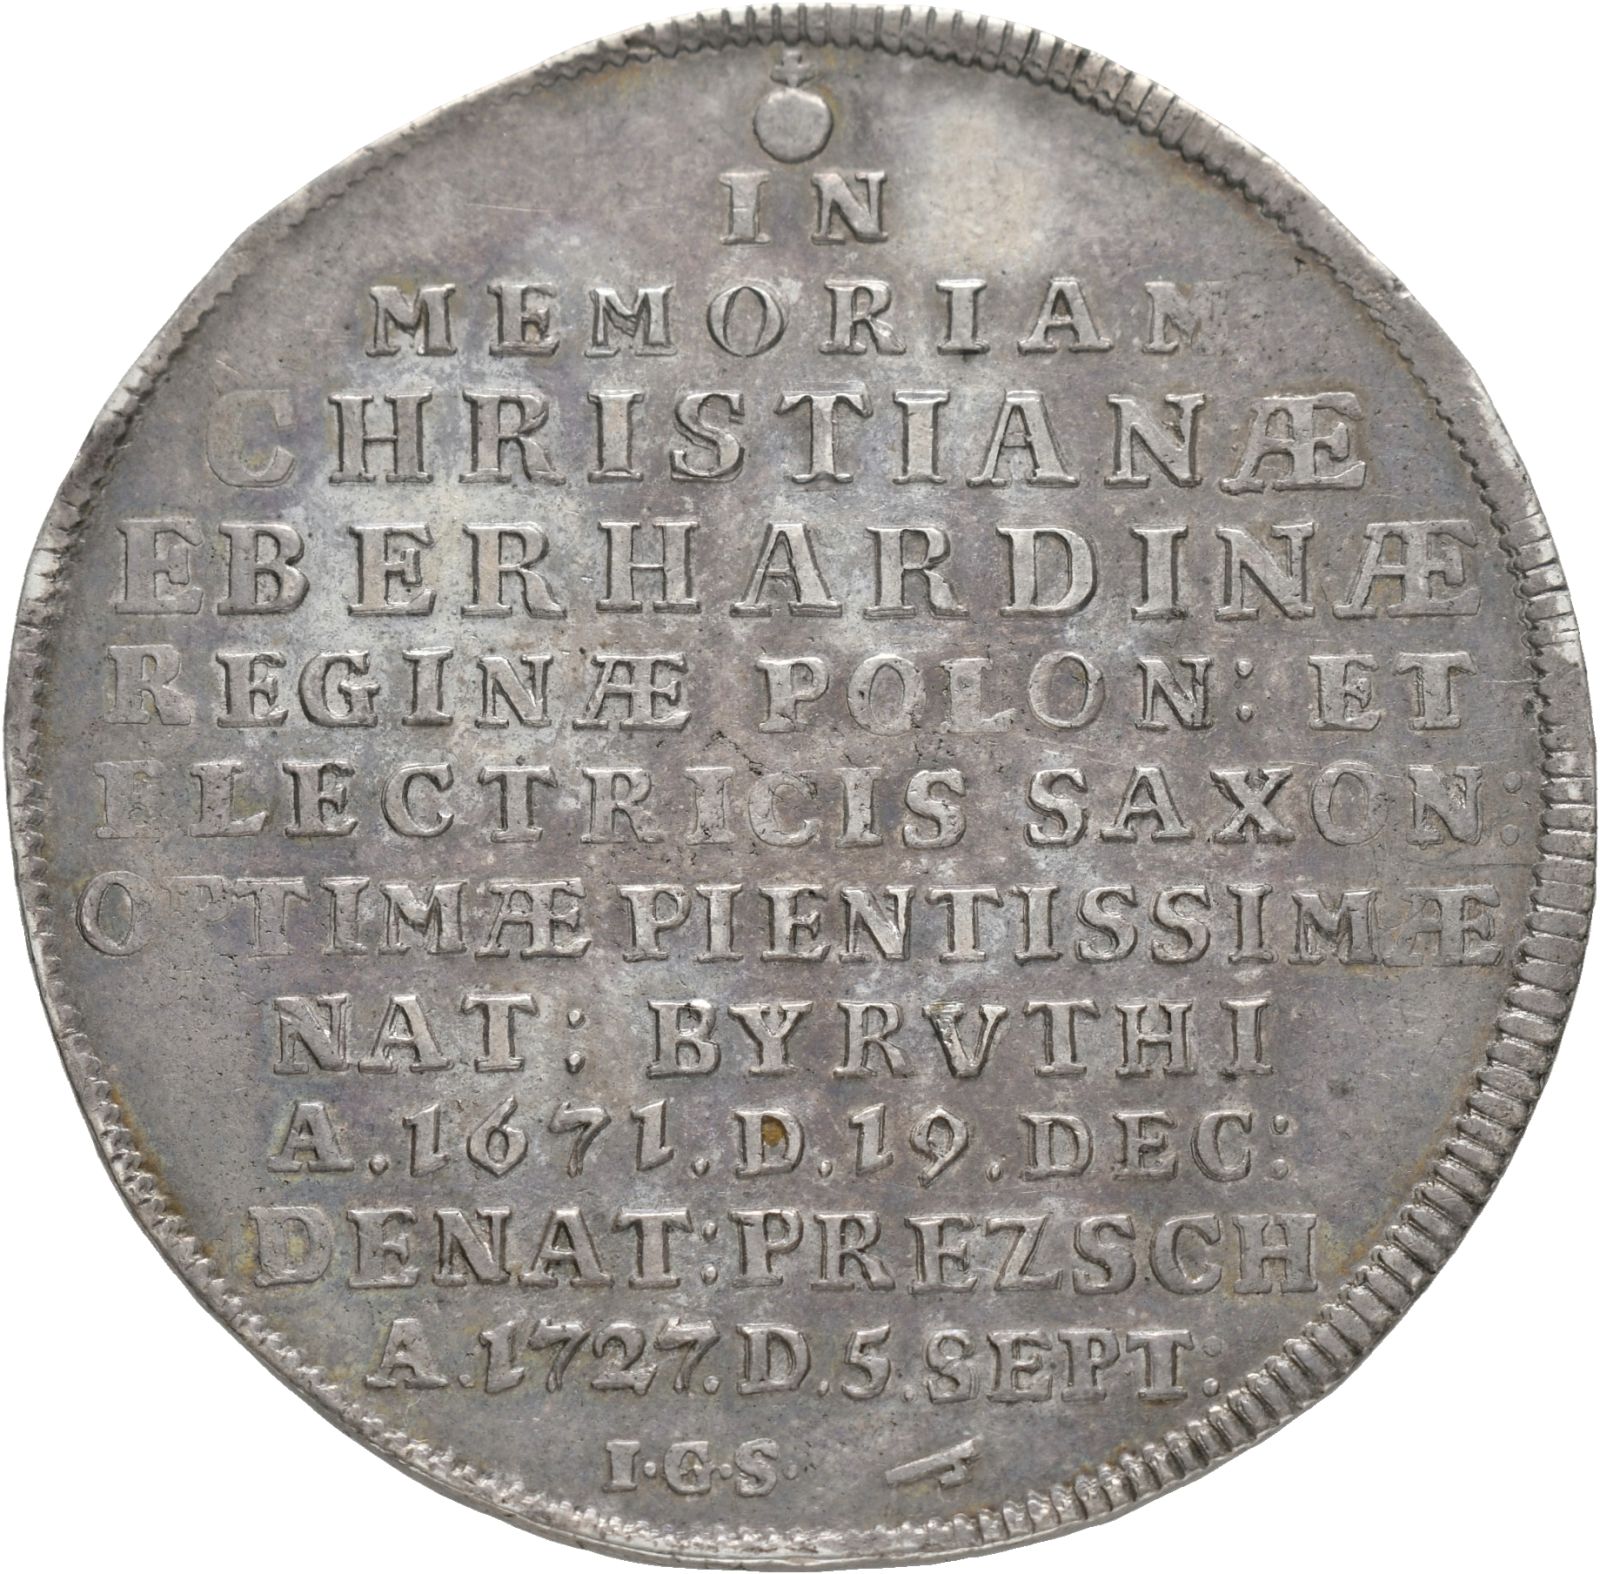 IN
MEMORIAM
CHRISTIANÆ
EBERHARDINÆ
REGINÆ POLON: ET
ELECTRICIS SAXON:
OPTIMÆ PIENTISSIMÆ
NAT: BYRVTHI
A.1671.D.19.DEC:
DENAT:PREZSCH
A.1727.D.5.SEPT:
I·G·S·